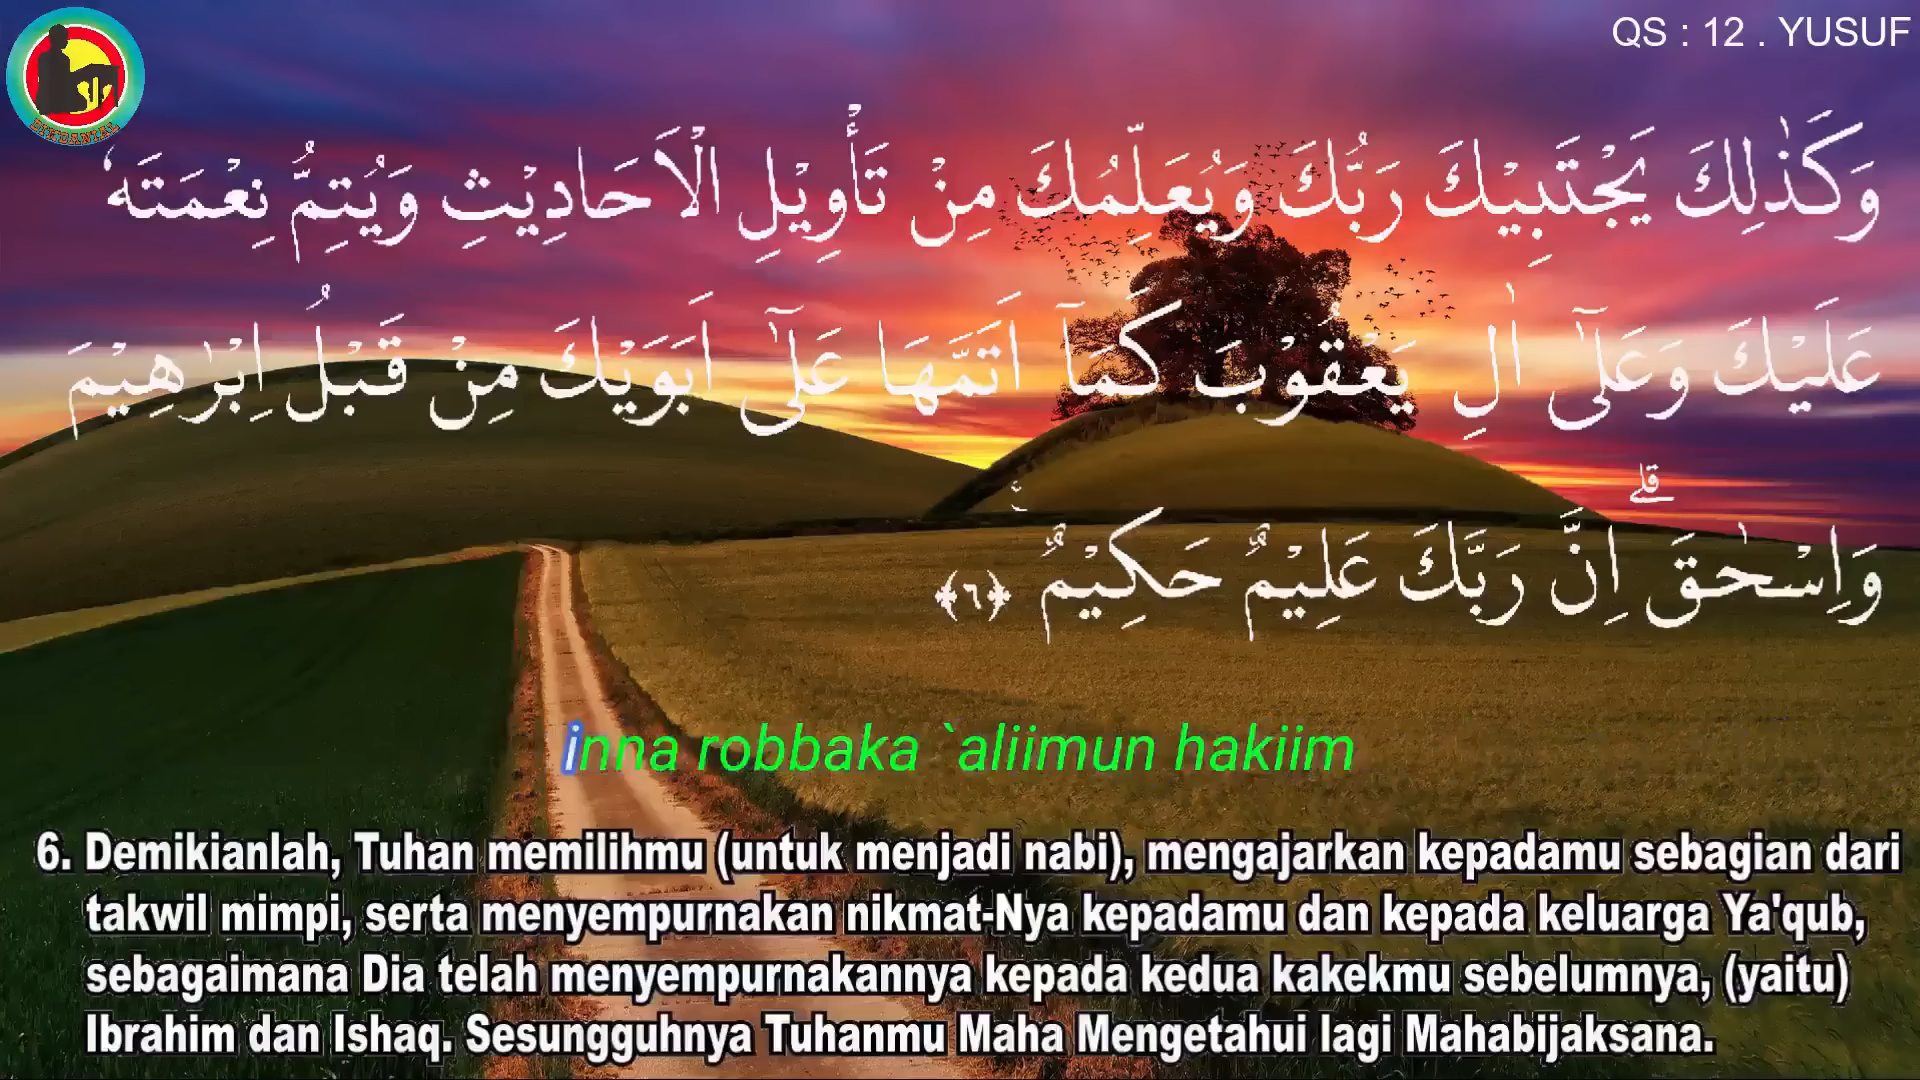 QS : 12 . YUSUF
BIMDANIAL
وَكَذٰلِكَ يَجْتَبِيْكَ رَبُّكَ وَيُعَلِّمُكَ مِنْ تَأْوِيْلِ الْاَحَادِيْثِ وَيُتِمُّ نِعْمَتَهٗ
عَلَيْكَ وَعَلٰٓى اٰلِ يَعْقُوْبَ كَمَآ اَتَمَّهَا عَلٰٓى اَبَوَيْكَ مِنْ قَبْلُ اِبْرٰهِيْمَ
وَاِسْحٰقَۗ اِنَّ رَبَّكَ عَلِيْمٌ حَكِيْمٌ ࣖ ﴿٦﴾
inna robbaka `aliimun hakiim
6. Demikianlah, Tuhan memilihmu (untuk menjadi nabi), mengajarkan kepadamu sebagian dari
takwil mimpi, serta menyempurnakan nikmat-Nya kepadamu dan kepada keluarga Ya'qub,
sebagaimana Dia telah menyempurnakannya kepada kedua kakekmu sebelumnya, (yaitu)
Ibrahim dan Ishaq. Sesungguhnya Tuhanmu Maha Mengetahui lagi Mahabijaksana.